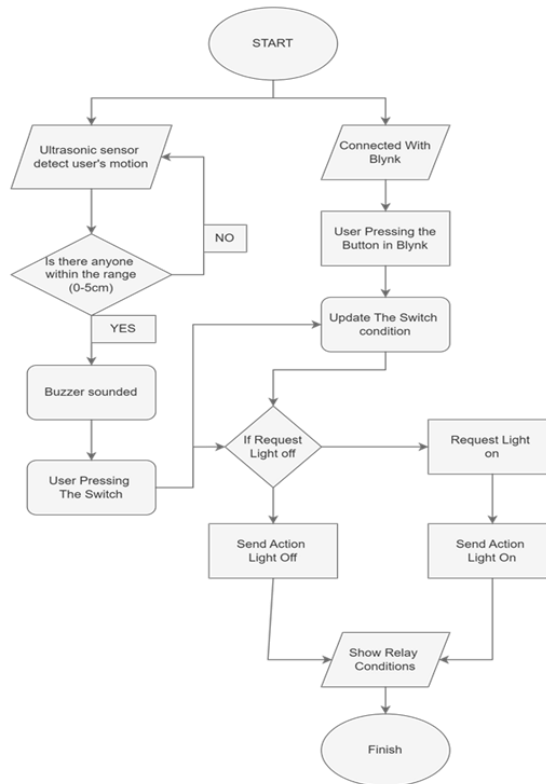 START
Ultrasonic sensor
detect user's motion
Connected With
Blynk
NO
User Pressing the
Button in Blynk
Is there anyone
within the range
(0-5cm)
YES
Update The Switch
condition
Buzzer sounded
If Request
Light off
Request Light
on
User Pressing
The Switch
Send Action
Light Off
Send Action
Light On
Show Relay
Conditions
Finish